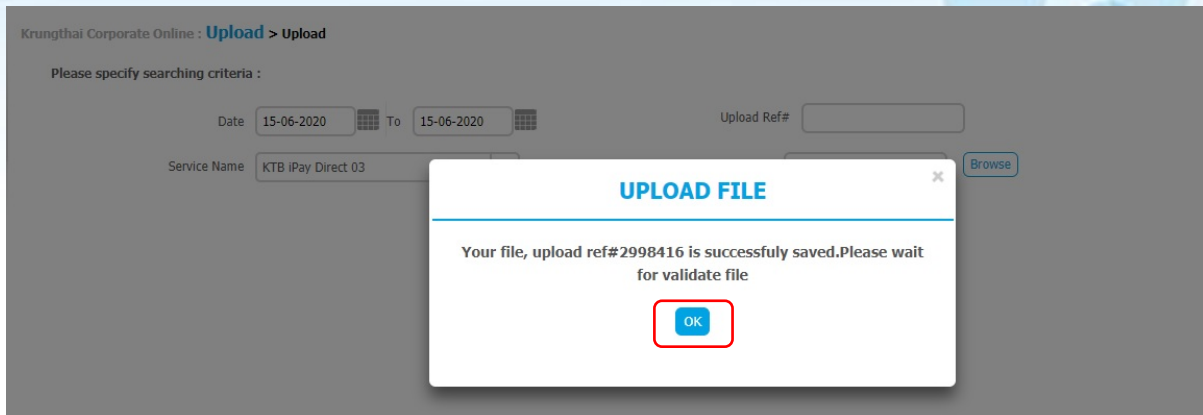 Krungthai Corporate Online : Upload > Upload
Please specify searching criteria :
Date 15-06-2020 To 15-06-2020 Upload Ref#
Service Name KTB iPay Direct 03 Browse
UPLOAD FILE ×
Your file, upload ref#2998416 is successfuly saved.Please wait
for validate file
OK